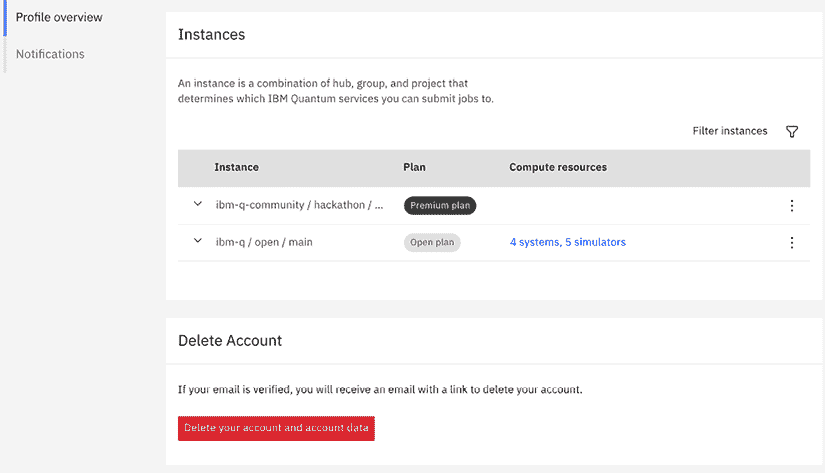 Profile overview
Notifications
Instances
An instance is a combination of hub, group, and project that
determines which IBM Quantum services you can submit jobs to.
Filter instances
Instance Plan Compute resources
ibm-q-community / hackathon / ... Premium plan
ibm-q / open / main Open plan 4 systems, 5 simulators
Delete Account
If your email is verified, you will receive an email with a link to delete your account.
Delete your account and account data